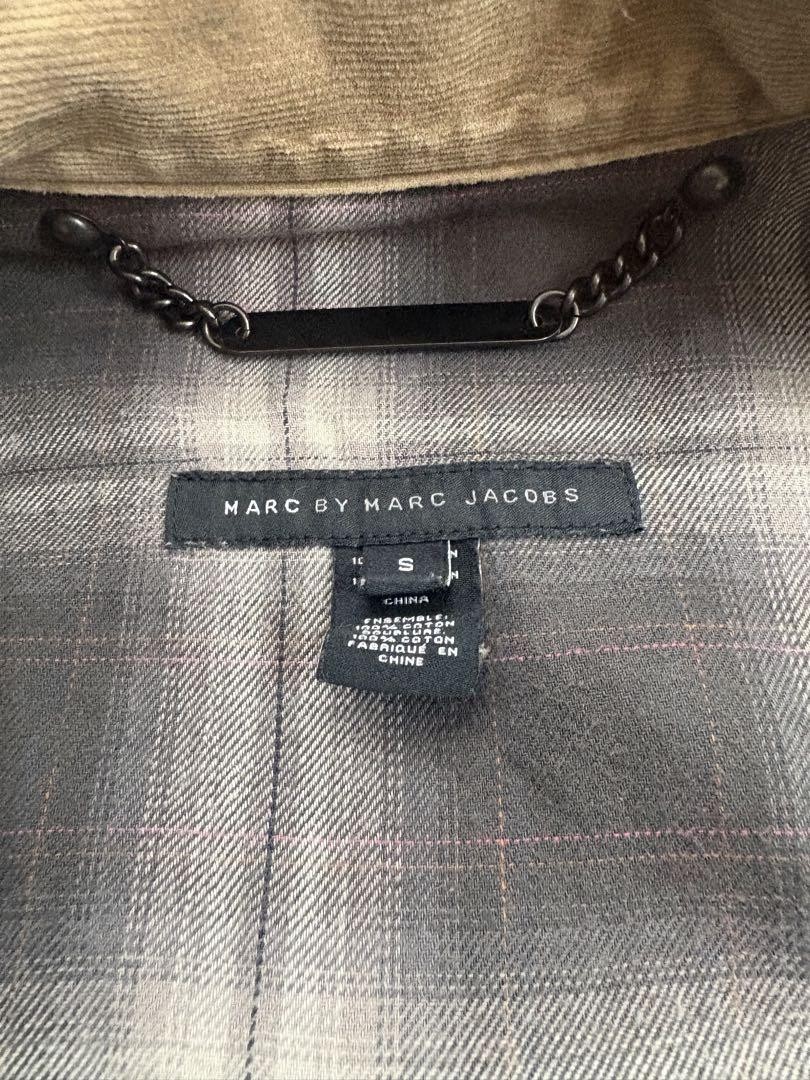 MARC BY MARC JACOBS
S
CHINA
ENSEMBLE:
100% COTON
DOUBLURE:
100% COTON
FABRIQUÉ EN
CHINE